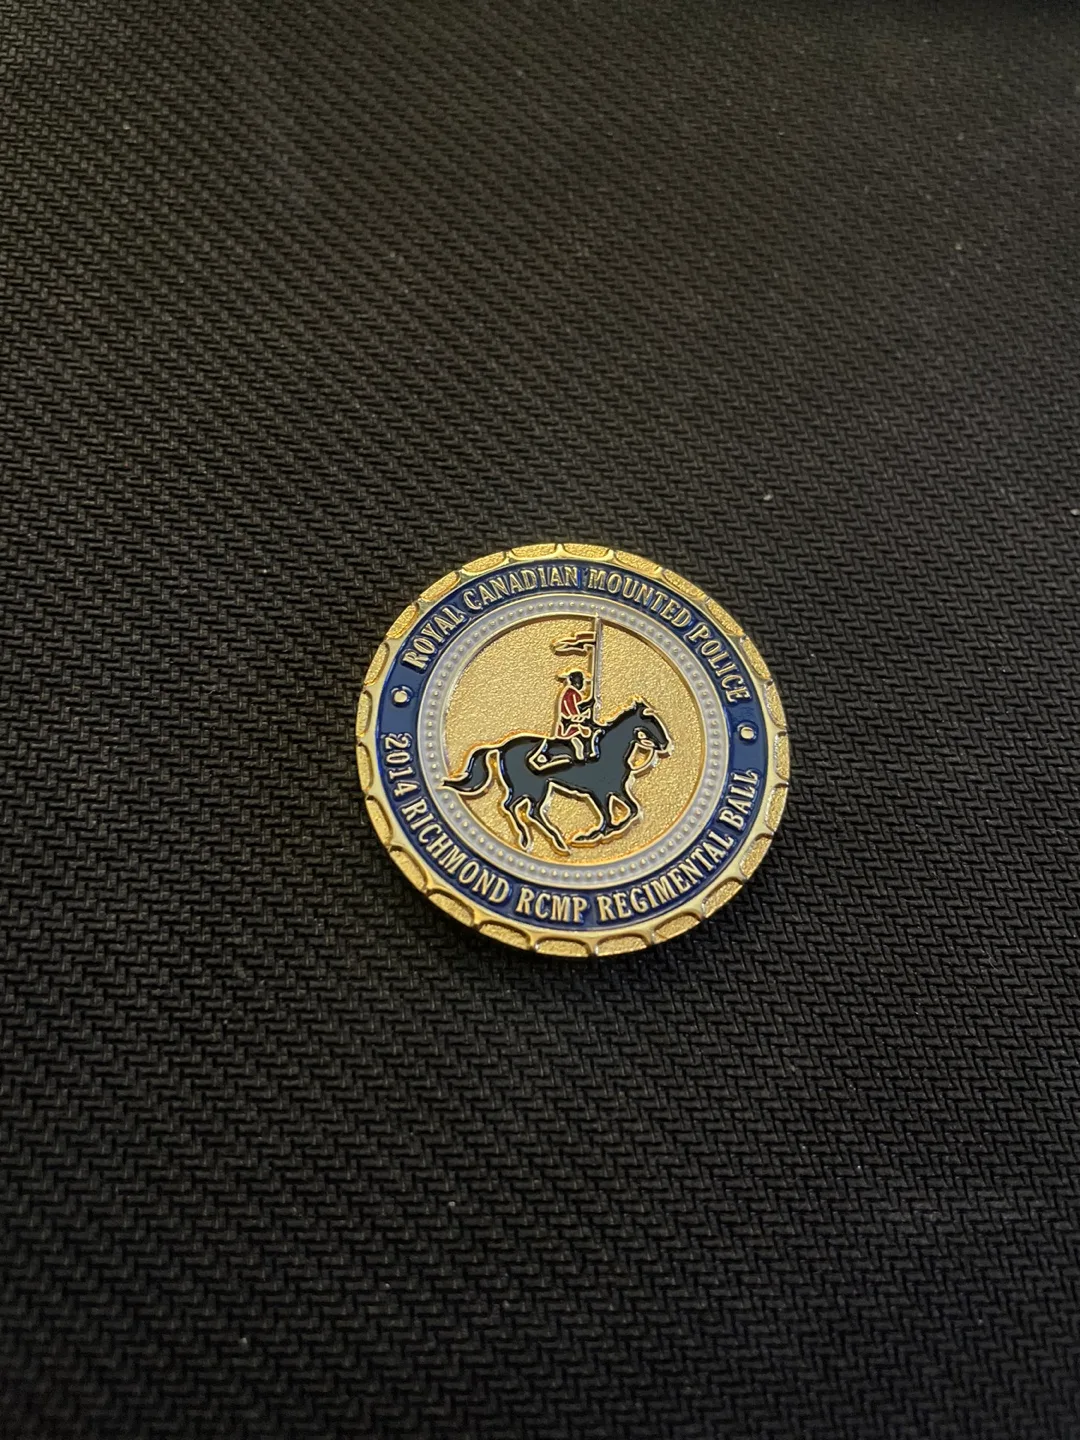 ROYAL CANADIAN MOUNTED POLICE
2014 RICHMOND RCMP REGIMENTAL BALL